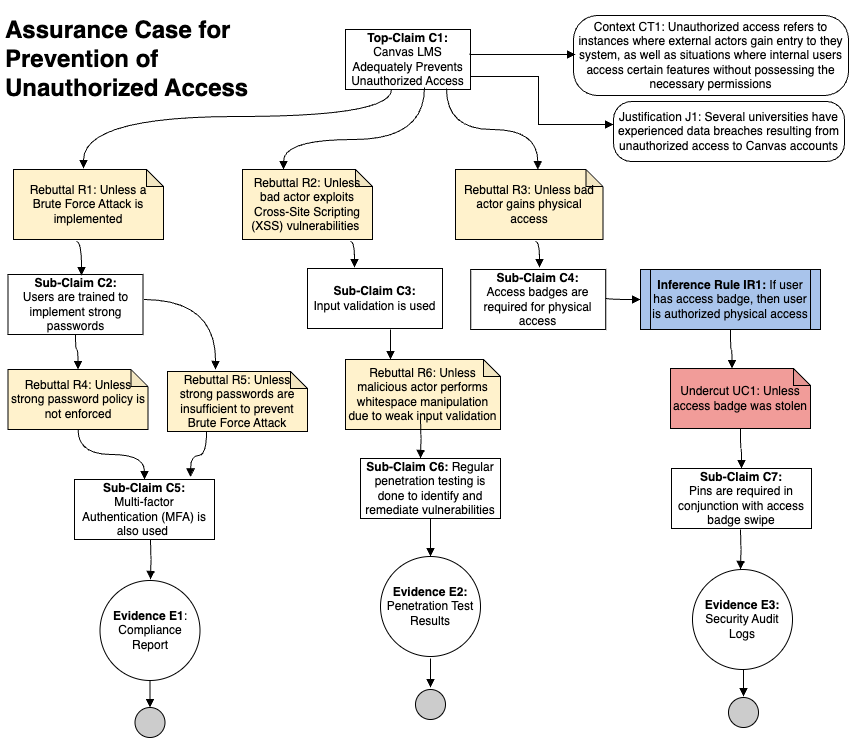 Assurance Case for
Prevention of
Unauthorized Access
Top-Claim C1:
Canvas LMS
Adequately Prevents
Unauthorized Access
Context CT1: Unauthorized access refers to
instances where external actors gain entry to they
system, as well as situations where internal users
access certain features without possessing the
necessary permissions
Justification J1: Several universities have
experienced data breaches resulting from
unauthorized access to Canvas accounts
Rebuttal R1: Unless a
Brute Force Attack is
implemented
Rebuttal R2: Unless
bad actor exploits
Cross-Site Scripting
(XSS) vulnerabilities
Rebuttal R3: Unless bad
actor gains physical
access
Sub-Claim C2:
Users are trained to
implement strong
passwords
Sub-Claim C3:
Input validation is used
Sub-Claim C4:
Access badges are
required for physical
access
Inference Rule IR1: If user
has access badge, then user
is authorized physical access
Rebuttal R4: Unless
strong password policy is
not enforced
Rebuttal R5: Unless
strong passwords are
insufficient to prevent
Brute Force Attack
Rebuttal R6: Unless
malicious actor performs
whitespace manipulation
due to weak input validation
Undercut UC1: Unless
access badge was stolen
Sub-Claim C5:
Multi-factor
Authentication (MFA) is
also used
Sub-Claim C6: Regular
penetration testing is
done to identify and
remediate vulnerabilities
Sub-Claim C7:
Pins are required in
conjunction with access
badge swipe
Evidence E1:
Compliance
Report
Evidence E2:
Penetration Test
Results
Evidence E3:
Security Audit
Logs